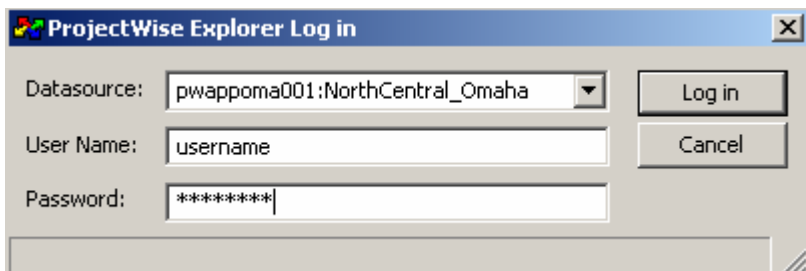 ProjectWise Explorer Log in
Datasource: pwappoma001:NorthCentral_Omaha Log in
User Name: username Cancel
Password: ********